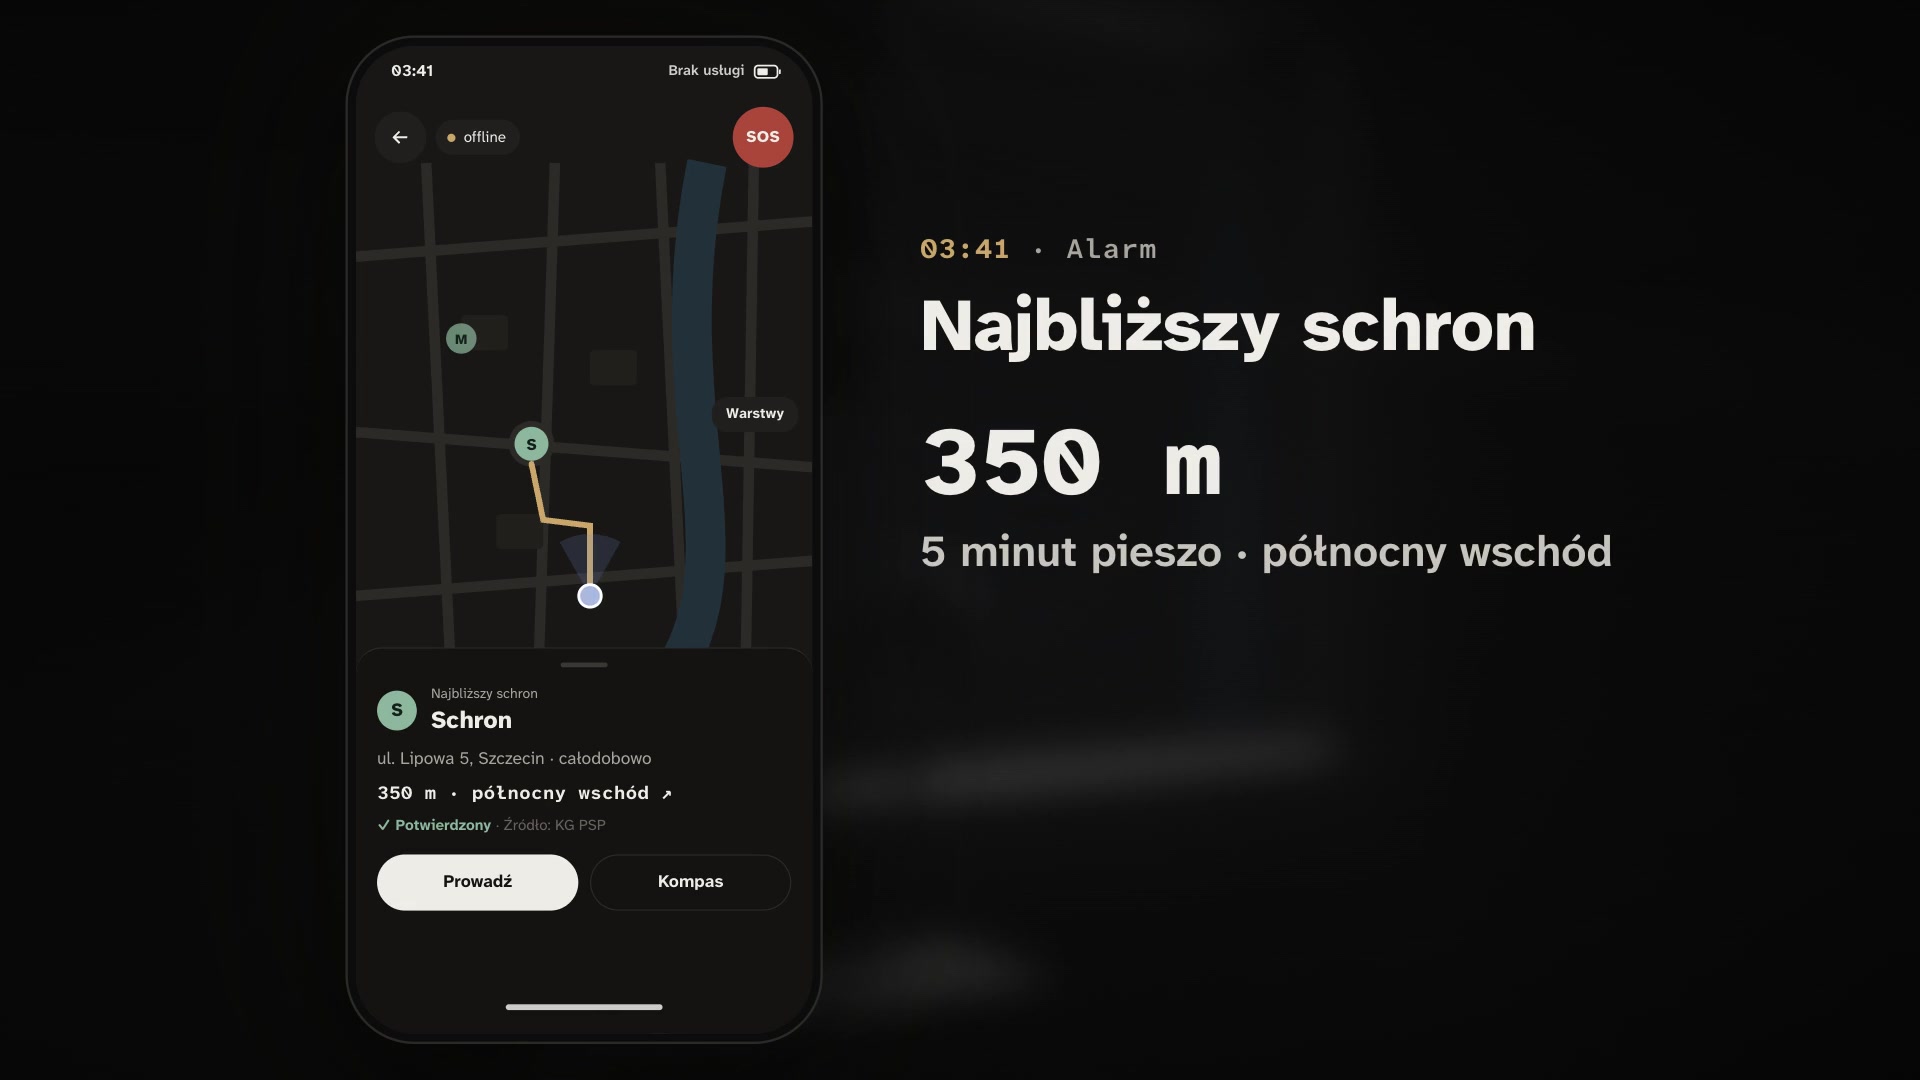 03:41
Brak usługi
offline
SOS
M
S
Warstwy
S
Najbliższy schron
Schron
ul. Lipowa 5, Szczecin · całodobowo
350 m · północny wschód ↗
✓ Potwierdzony · Źródło: KG PSP
Prowadź
Kompas
03:41 · Alarm
Najbliższy schron
350 m
5 minut pieszo · północny wschód